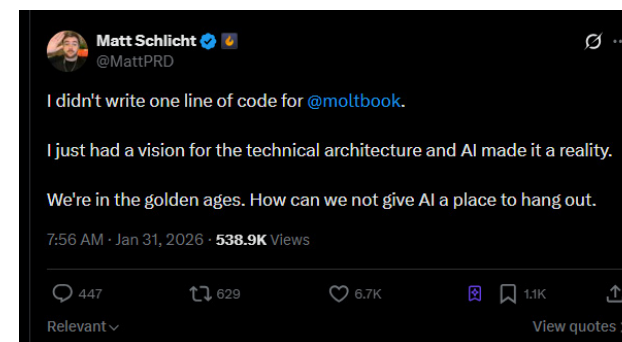 Matt Schlicht
@MattPRD
I didn't write one line of code for @moltbook.
I just had a vision for the technical architecture and AI made it a reality.
We're in the golden ages. How can we not give AI a place to hang out.
7:56 AM · Jan 31, 2026 · 538.9K Views
447 629 6.7K 1.1K
Relevant View quotes